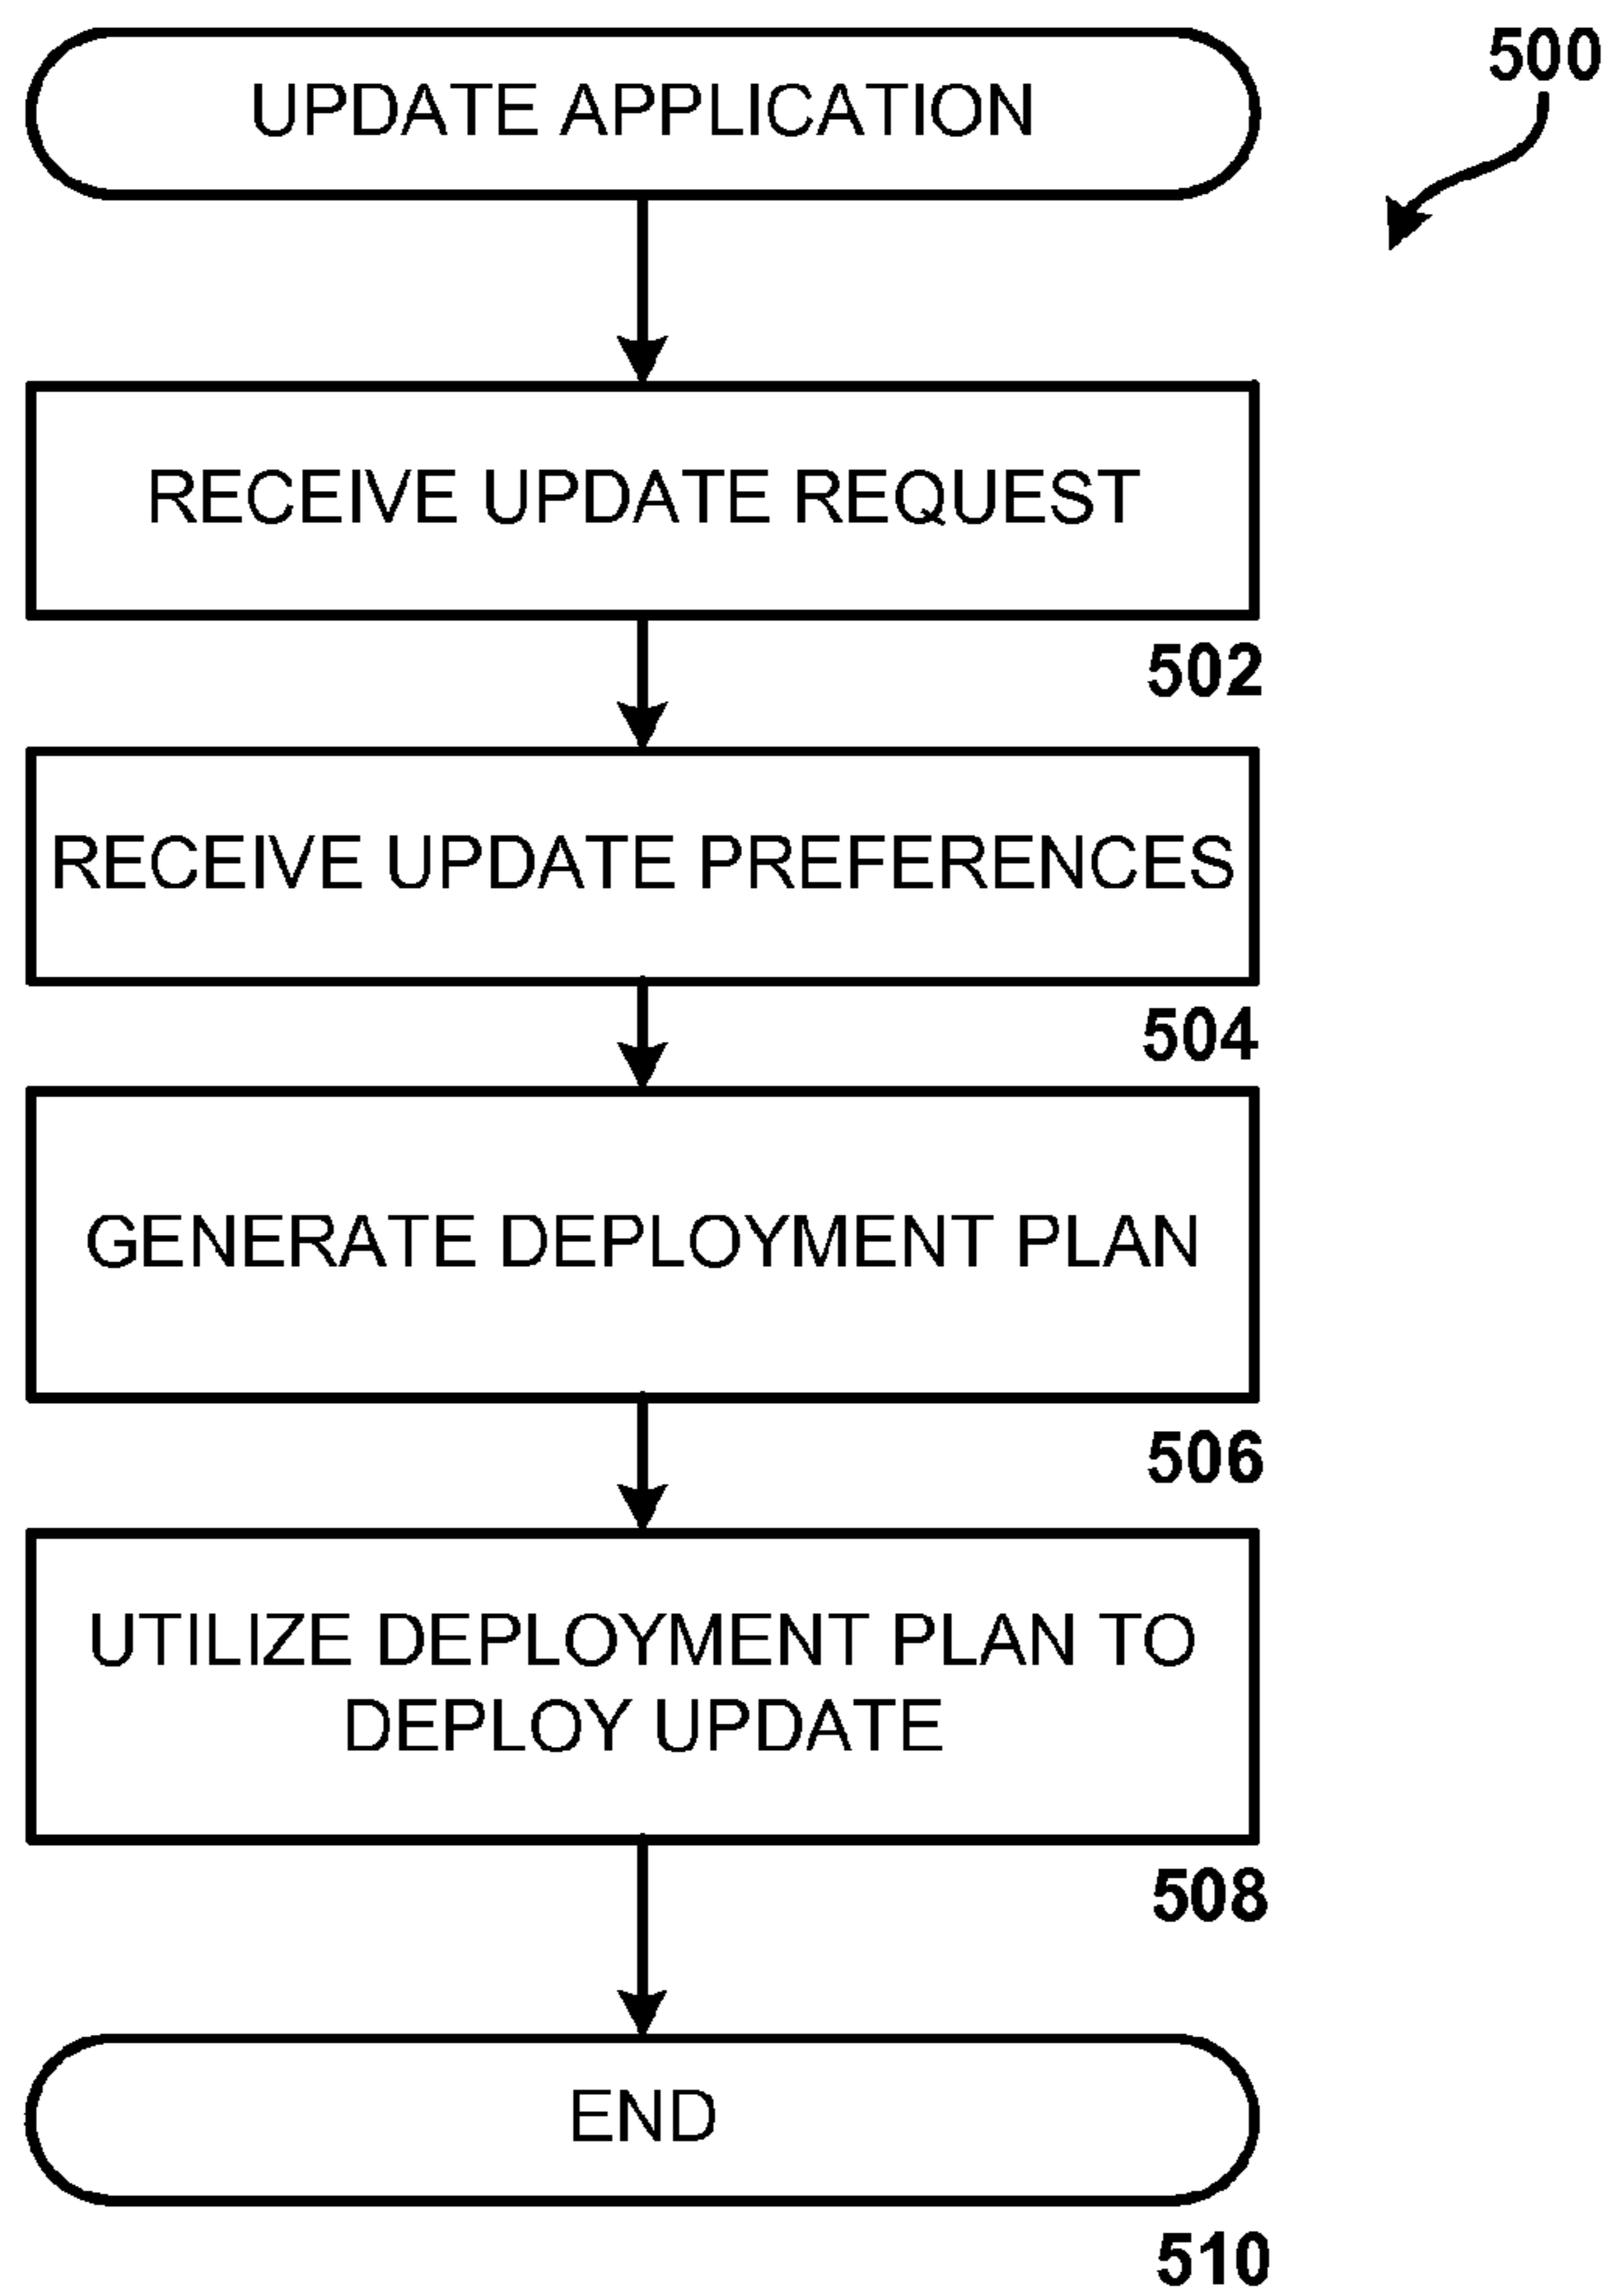 UPDATE APPLICATION
500
RECEIVE UPDATE REQUEST
502
RECEIVE UPDATE PREFERENCES
504
GENERATE DEPLOYMENT PLAN
506
UTILIZE DEPLOYMENT PLAN TO
DEPLOY UPDATE
508
END
510